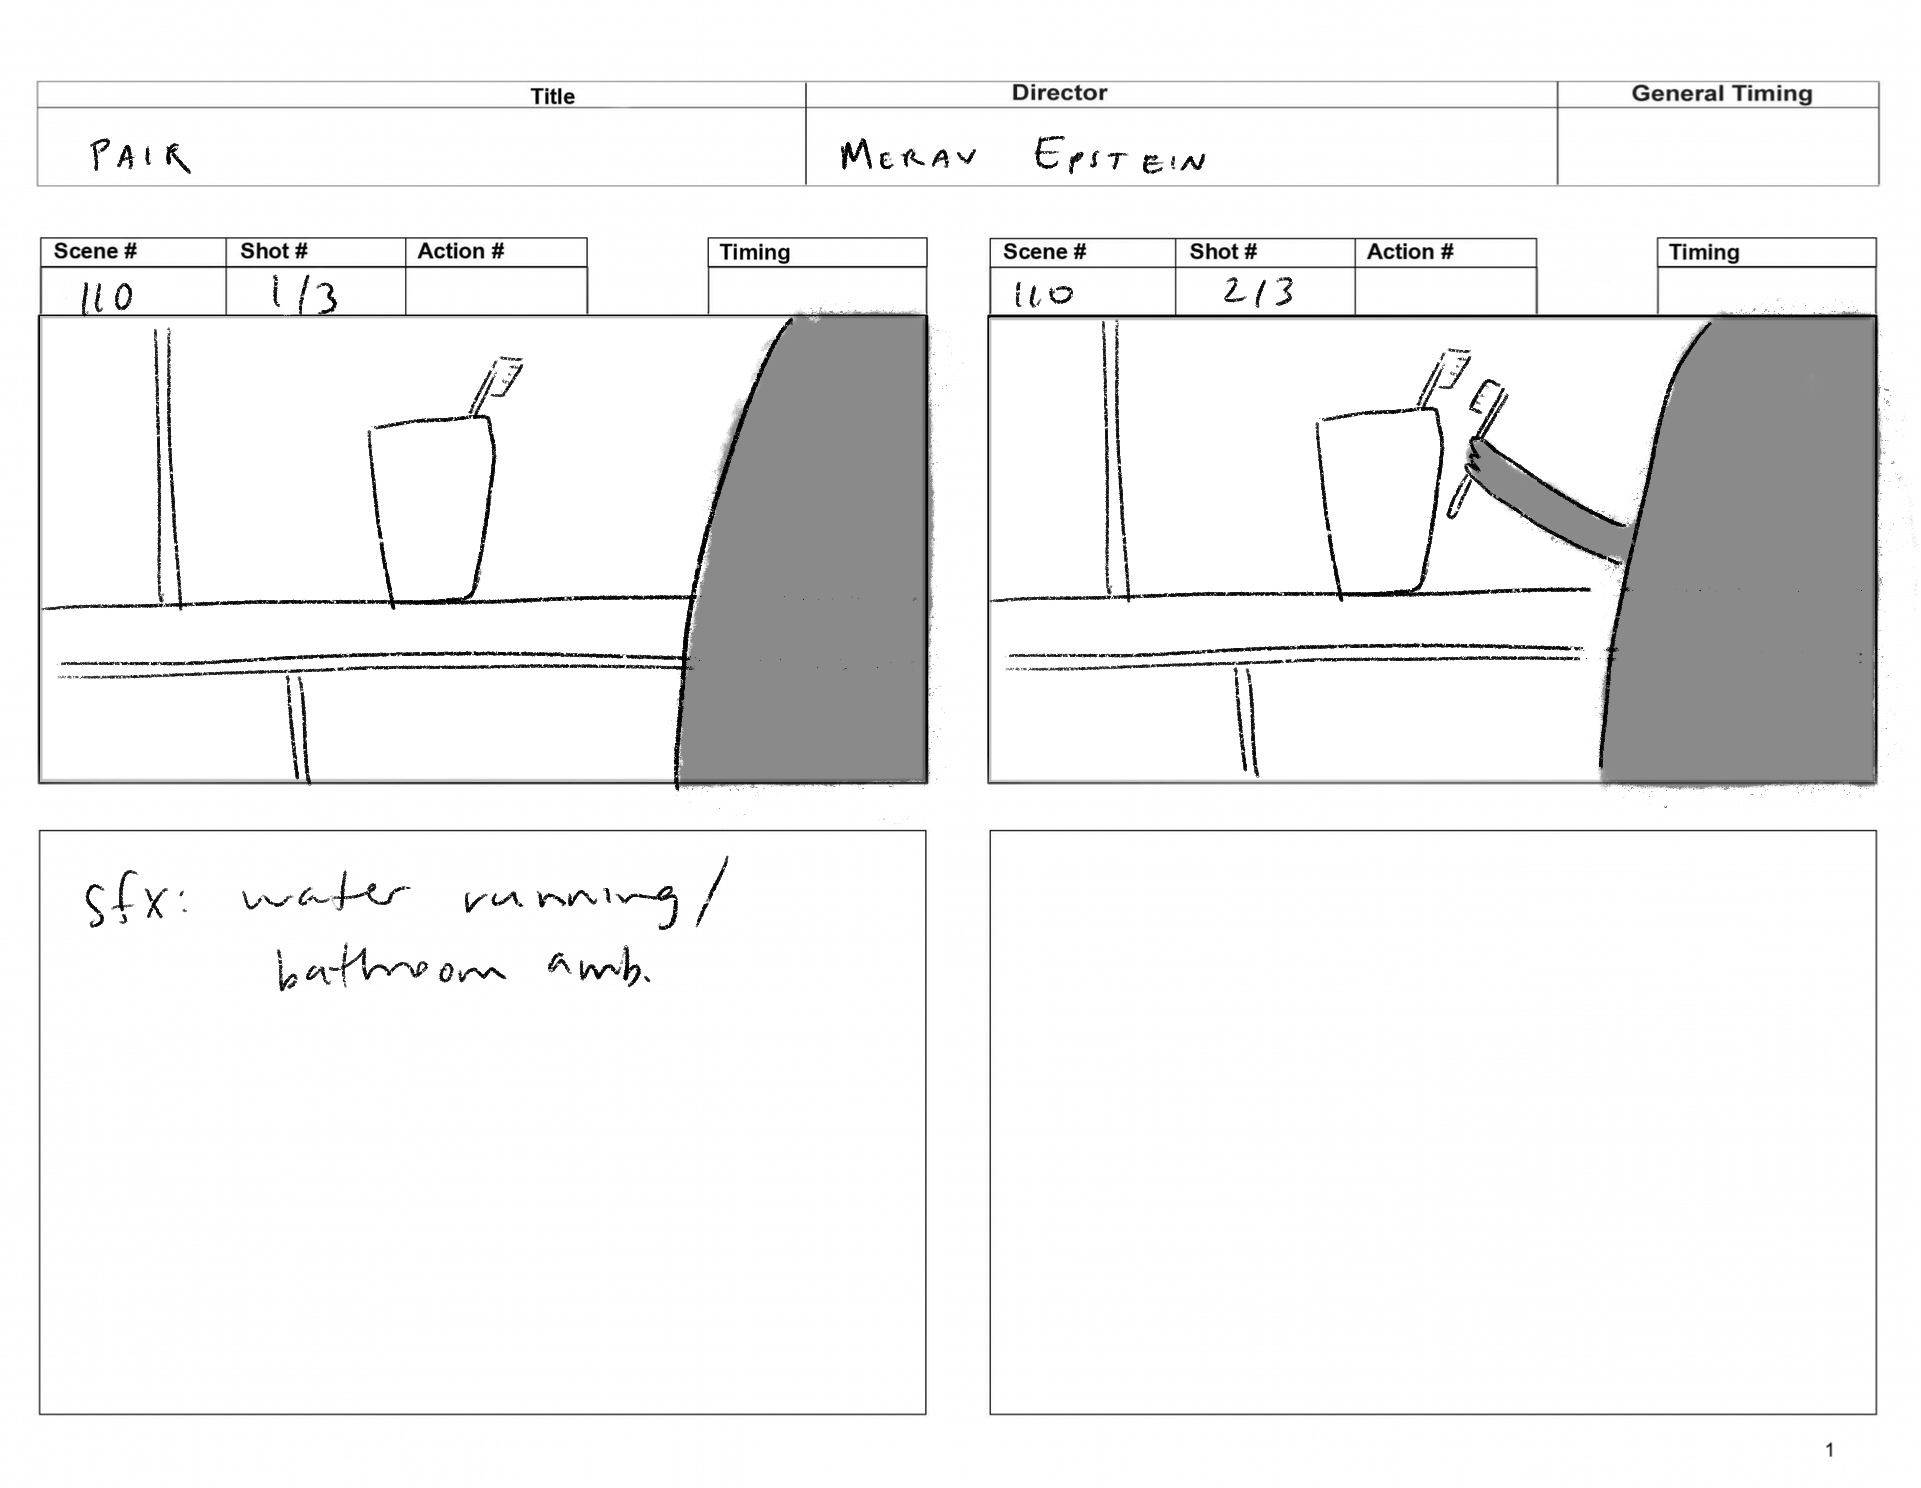 Title Director General Timing
PAIR MERAV EPSTEIN
Scene # Shot # Action # Timing
110 1/3
Scene # Shot # Action # Timing
110 2/3
sfx: water running/
bathroom amb.
1